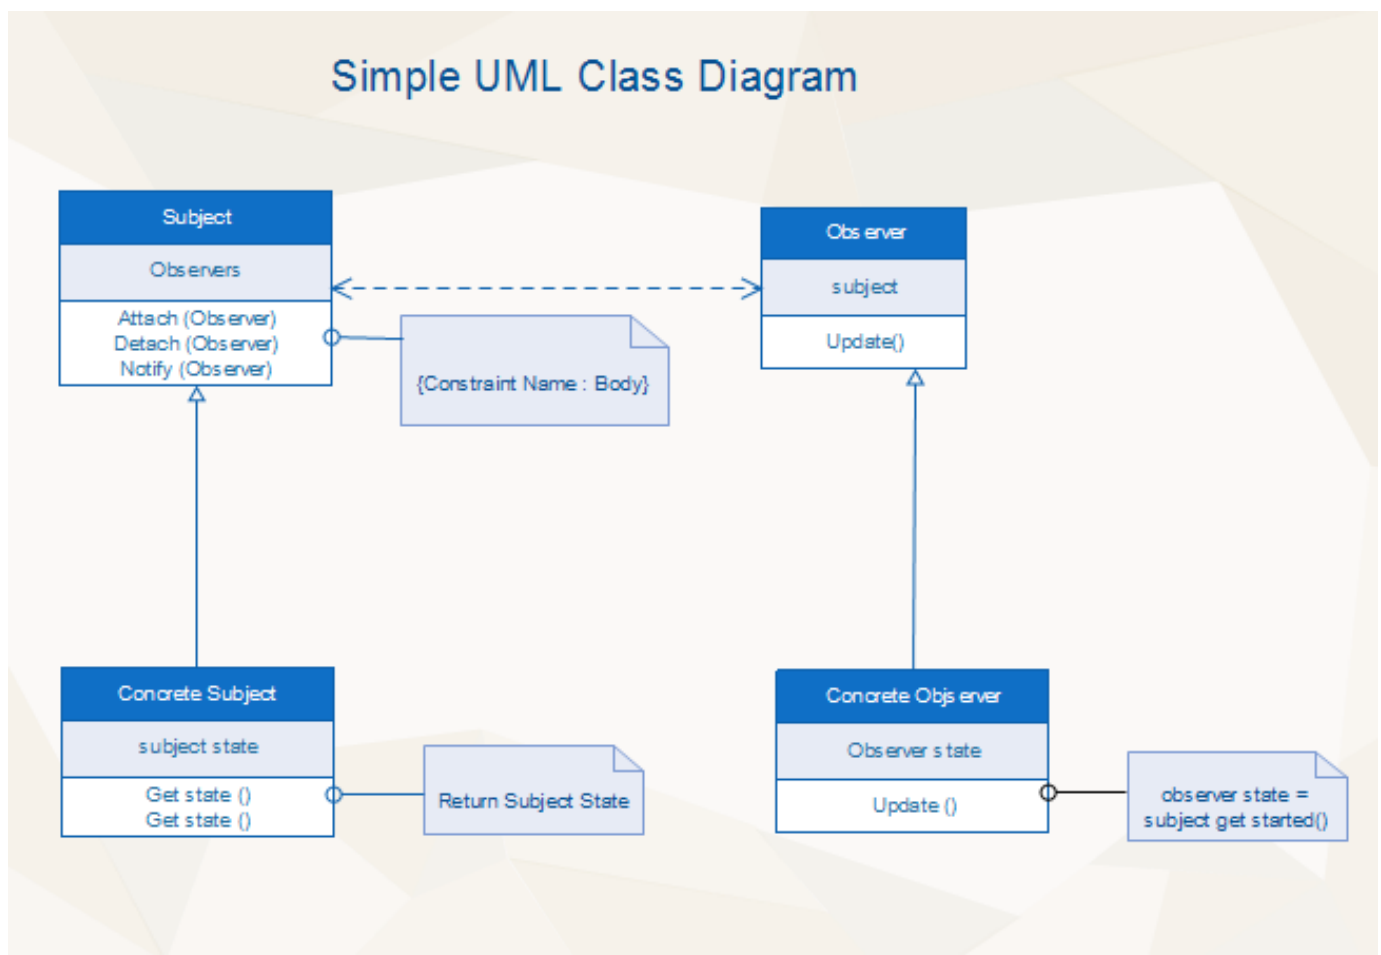 Simple UML Class Diagram
Subject
Observers
Attach (Observer)
Detach (Observer)
Notify (Observer)
{Constraint Name : Body}
Observer
subject
Update()
Concrete Subject
subject state
Get state ()
Get state ()
Return Subject State
Concrete Objserver
Observer state
Update ()
observer state =
subject get started()